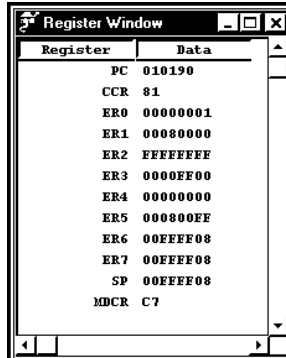 Register Window
Register Data
PC 010190
CCR 81
ER0 00000001
ER1 00080000
ER2 FFFFFFFF
ER3 0000FF00
ER4 00000000
ER5 000800FF
ER6 00FFFF08
ER7 00FFFF08
SP 00FFFF08
MDCR C7